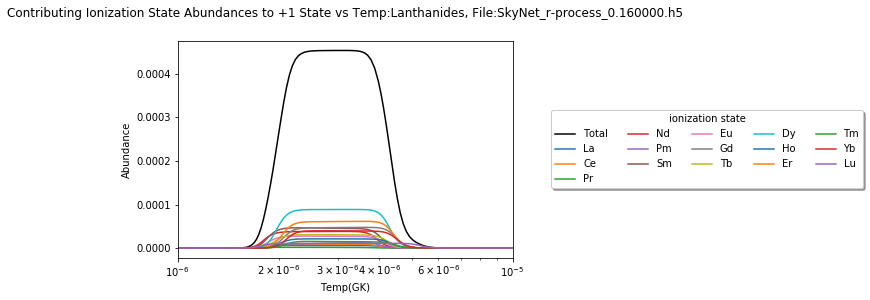 Contributing Ionization State Abundances to +1 State vs Temp:Lanthanides, File:SkyNet_r-process_0.160000.h5
0.0004
0.0003
0.0002
0.0001
0.0000
Abundance
10⁻⁶
2 × 10⁻⁶
3 × 10⁻⁶
4 × 10⁻⁶
6 × 10⁻⁶
10⁻⁵
Temp(GK)
ionization state
Total Nd Eu Dy Tm
La Pm Gd Ho Yb
Ce Sm Tb Er Lu
Pr